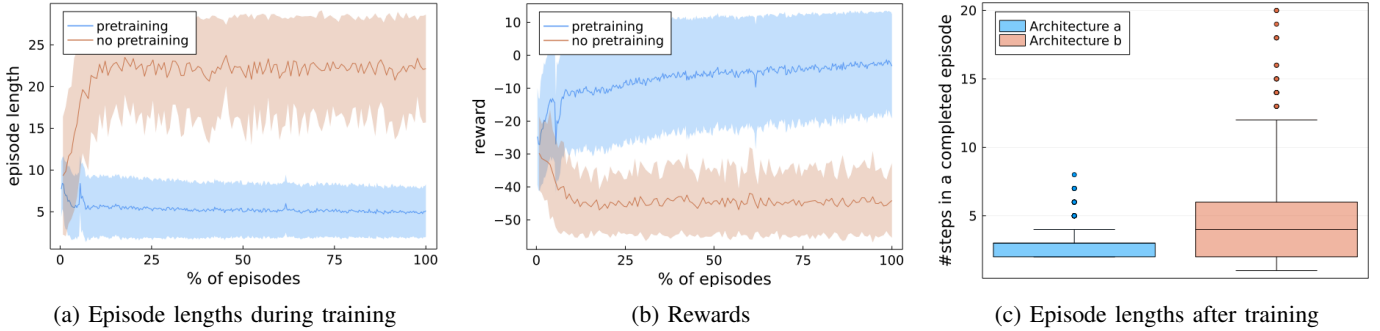 pretraining
no pretraining
25
20
15
10
5
0
25
50
75
100
episode length
% of episodes
(a) Episode lengths during training
pretraining
no pretraining
10
−0
−10
−20
−30
−40
−50
0
25
50
75
100
reward
% of episodes
(b) Rewards
Architecture a
Architecture b
20
15
10
5
#steps in a completed episode
(c) Episode lengths after training